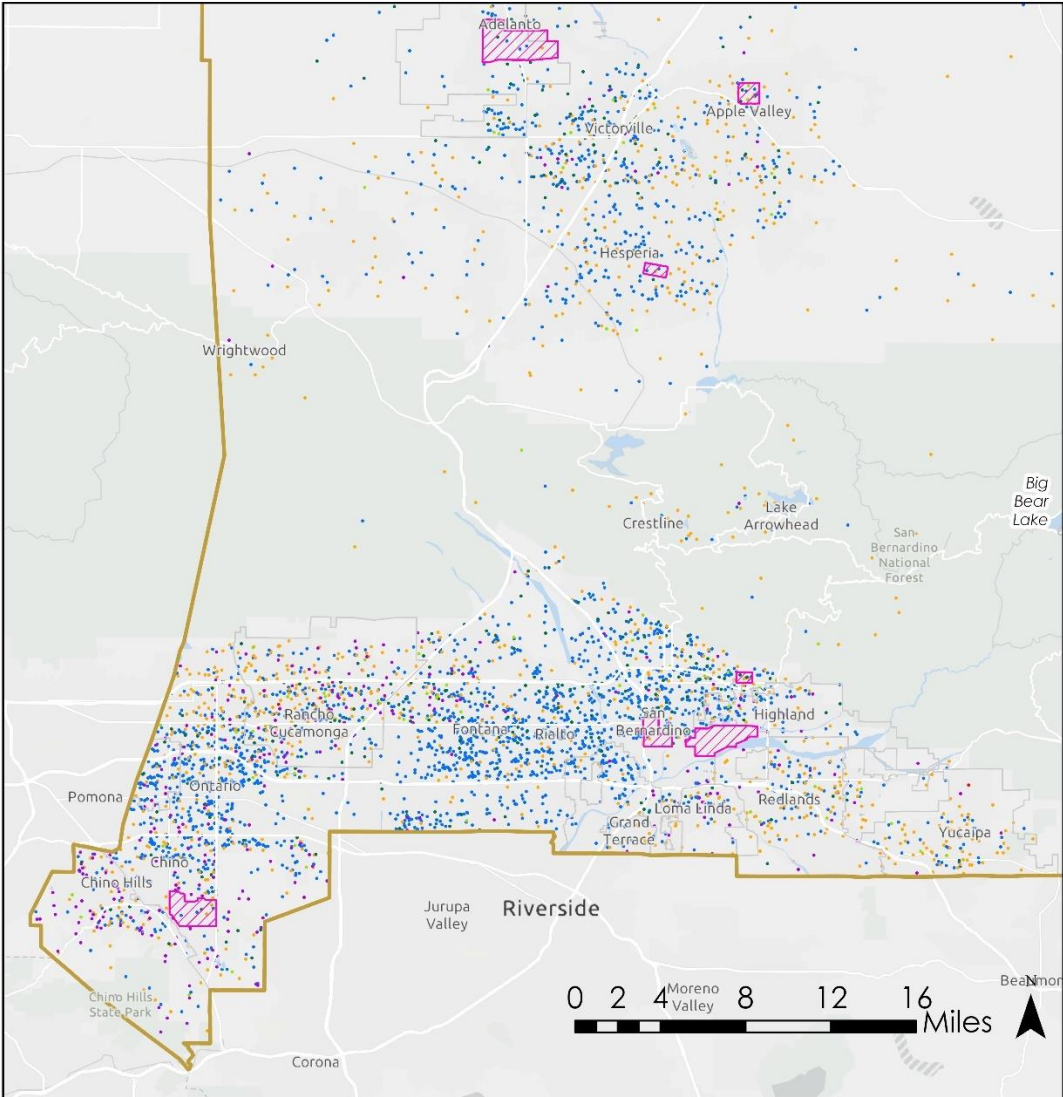 Adelanto
Apple Valley
Victorville
Hesperia
Wrightwood
Big
Bear
Lake
Lake
Arrowhead
Crestline
San
Bernardino
National
Forest
Rancho
Cucamonga
Fontana
Rialto
San
Bernardino
Highland
Ontario
Pomona
Loma Linda
Redlands
Grand
Terrace
Yucaipa
Chino
Chino Hills
Jurupa
Valley
Riverside
Chino Hills
State Park
Moreno
Valley
0 2 4 8 12 16
Miles
N
Corona